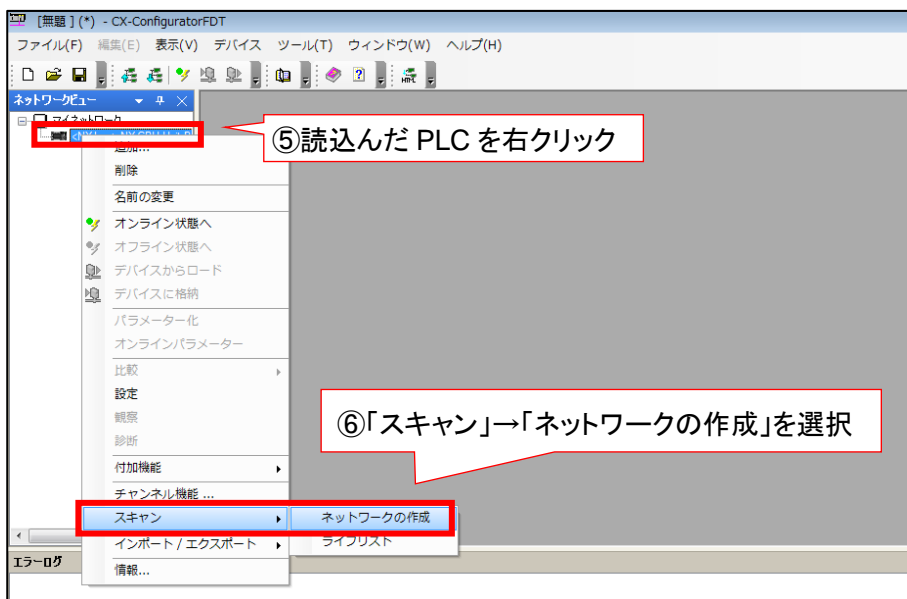 [無題 ] (*) - CX-ConfiguratorFDT
ファイル(F) 編集(E) 表示(V) デバイス ツール(T) ウィンドウ(W) ヘルプ(H)
ネットワークビュー
マイネットワーク
⑤読込んだ PLC を右クリック
追加...
削除
名前の変更
オンライン状態へ
オフライン状態へ
デバイスからロード
デバイスに格納
パラメーター化
オンラインパラメーター
比較
設定
観察
診断
⑥「スキャン」→「ネットワークの作成」を選択
付加機能
チャンネル機能 ...
スキャン ネットワークの作成
インポート / エクスポート ライブリスト
エラーログ
情報...